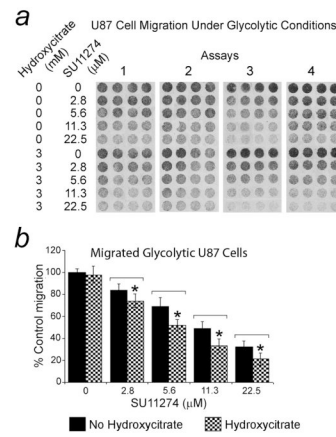 a
U87 Cell Migration Under Glycolytic Conditions
Hydroxycitrate (mM)
SU11274 (µM)
Assays
1 2 3 4
0 0
0 2.8
0 5.6
0 11.3
0 22.5
3 0
3 2.8
3 5.6
3 11.3
3 22.5
b
Migrated Glycolytic U87 Cells
% Control migration
120
100
80
60
40
20
0
* * * *
0 2.8 5.6 11.3 22.5
SU11274 (µM)
No Hydroxycitrate Hydroxycitrate